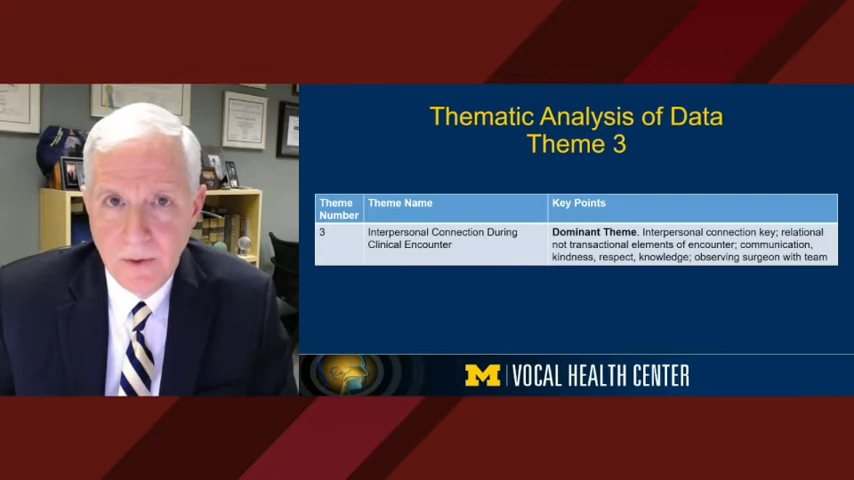 Thematic Analysis of Data
Theme 3
Theme Number
Theme Name
Key Points
3
Interpersonal Connection During
Clinical Encounter
Dominant Theme. Interpersonal connection key; relational
not transactional elements of encounter; communication,
kindness, respect, knowledge; observing surgeon with team
M | VOCAL HEALTH CENTER